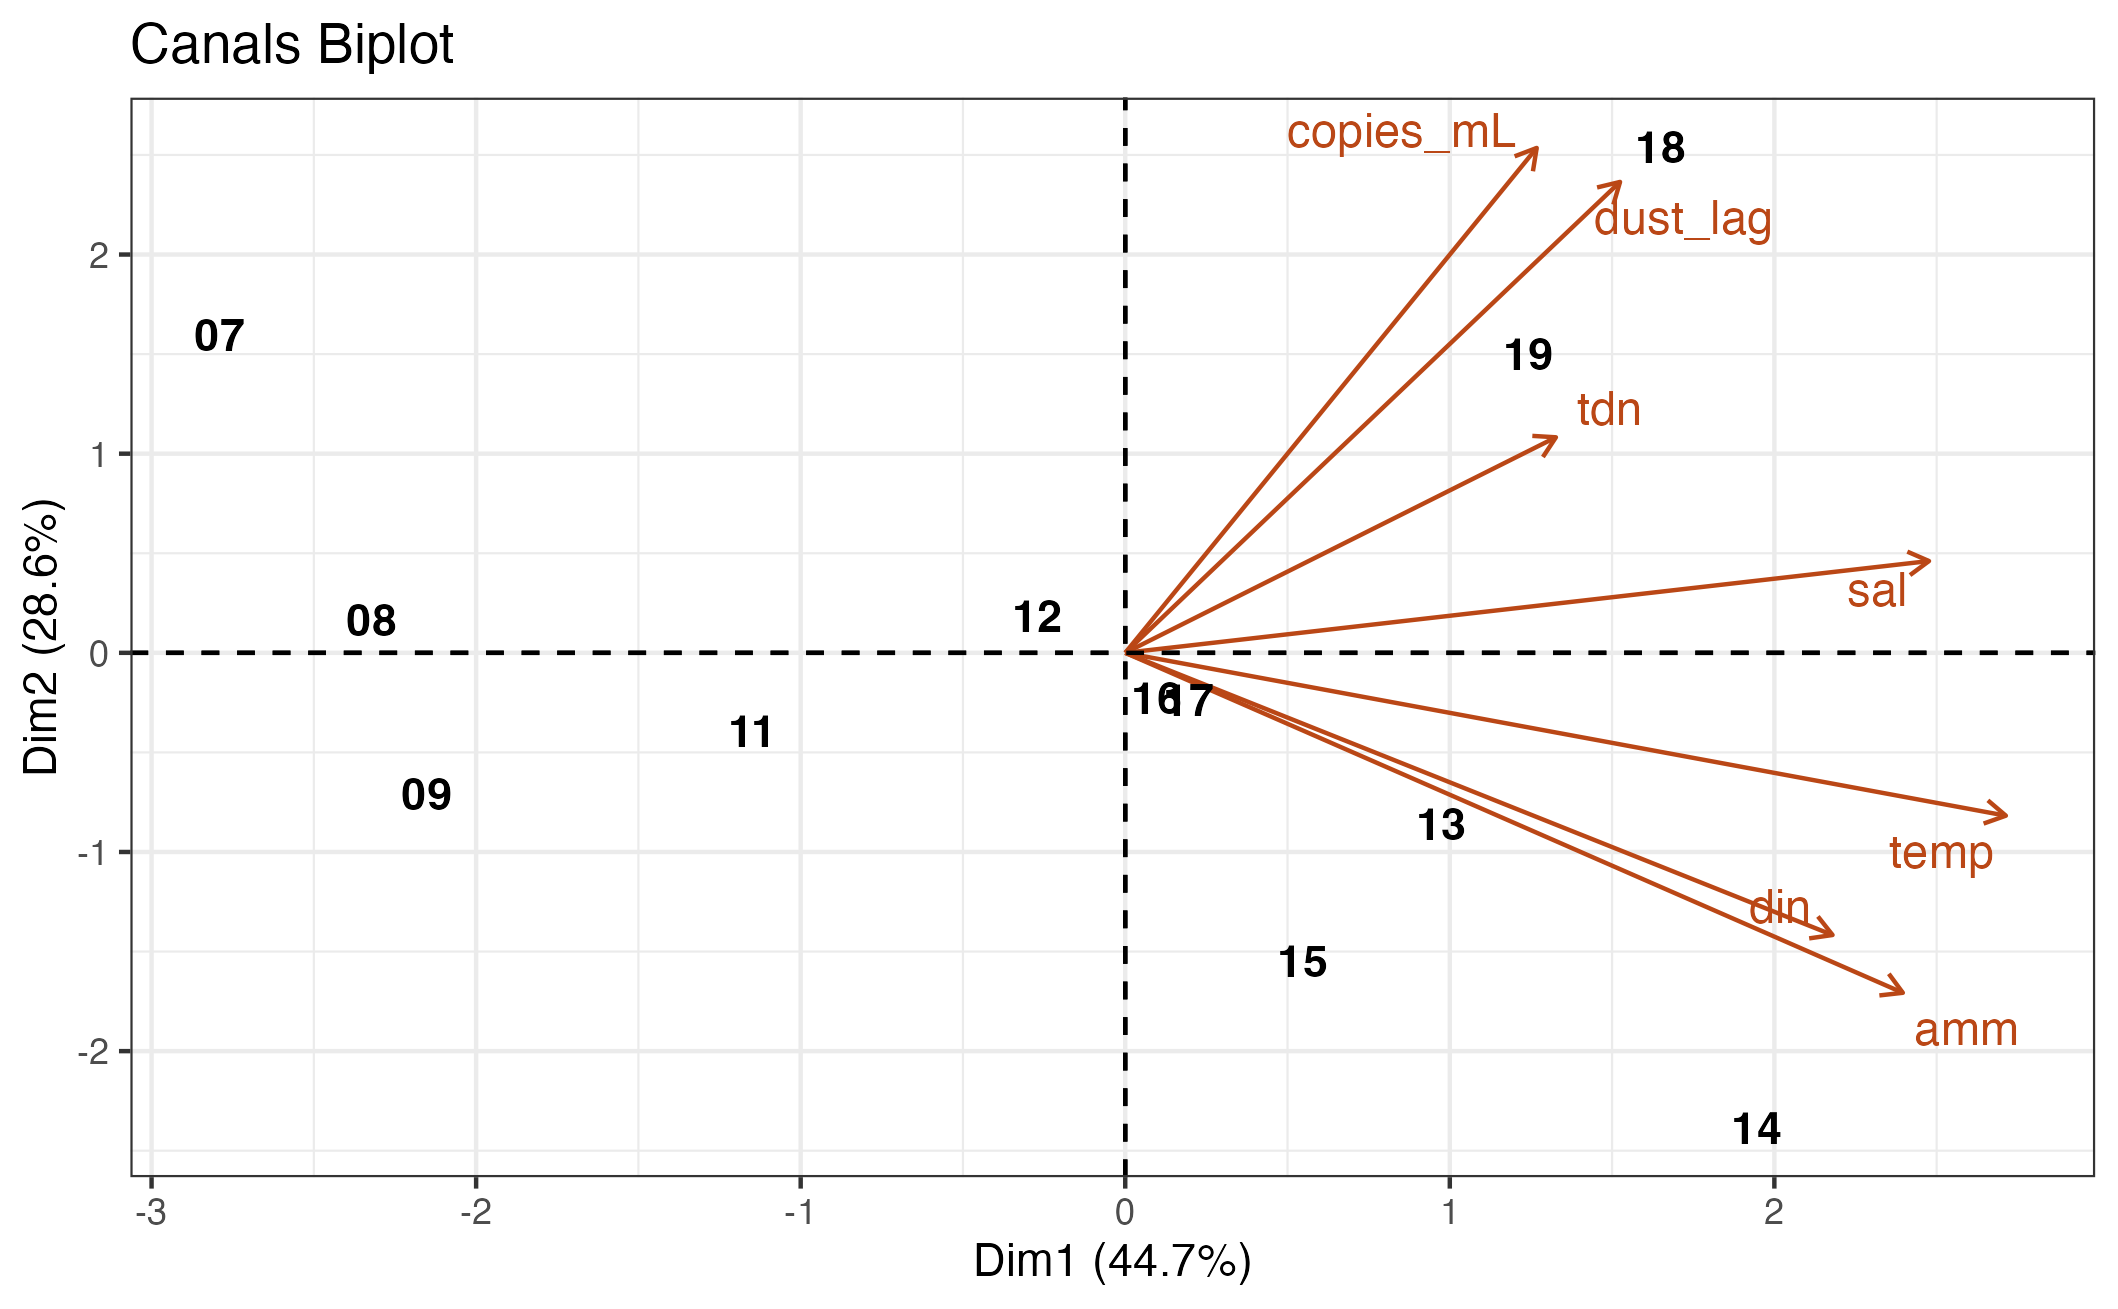 Canals Biplot
copies_mL
18
dust_lag
2
07
19
tdn
1
sal
12
08
0
16
17
11
09
13
-1
temp
din
15
amm
-2
14
-3
-2
-1
0
1
2
Dim1 (44.7%)
Dim2 (28.6%)